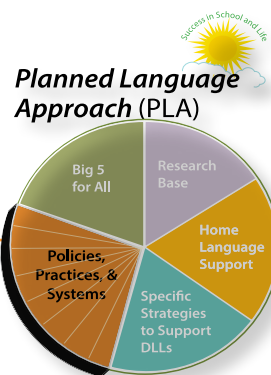 Success in School and Life
Planned Language
Approach (PLA)
Big 5
for All
Research
Base
Home
Language
Support
Policies,
Practices, &
Systems
Specific
Strategies
to Support
DLLs